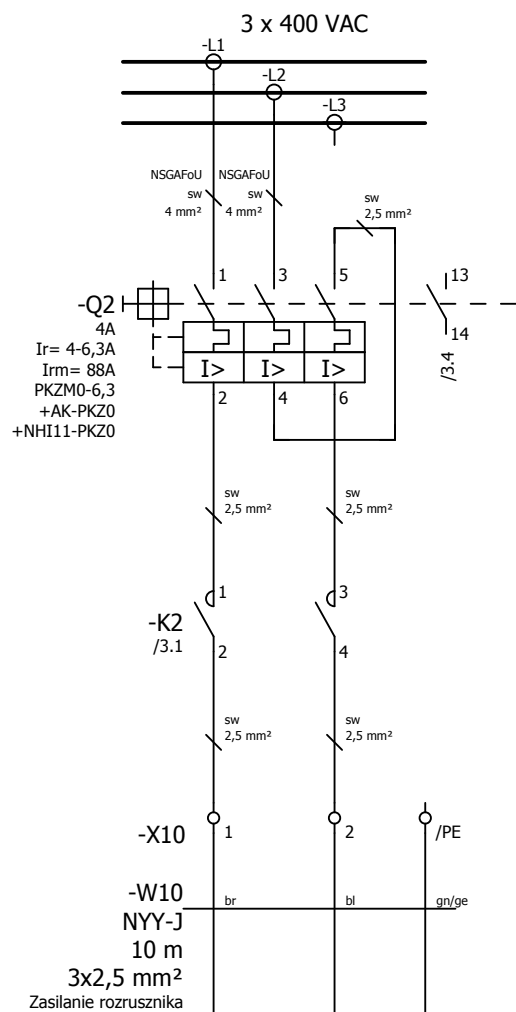 3 x 400 VAC
-L1
-L2
-L3
NSGAFoU NSGAFoU
sw sw
4 mm² 4 mm²
sw
2,5 mm²
1 3 5 13
-Q2
4A
Ir= 4-6,3A
Irm= 88A
PKZM0-6,3
+AK-PKZ0
+NHI11-PKZ0
14
/3.4
I> I> I>
2 4 6
sw sw
2,5 mm² 2,5 mm²
1 3
-K2
/3.1
2 4
sw sw
2,5 mm² 2,5 mm²
-X10 1 2 /PE
-W10
br bl gn/ge
NYY-J
10 m
3x2,5 mm²
Zasilanie rozrusznika